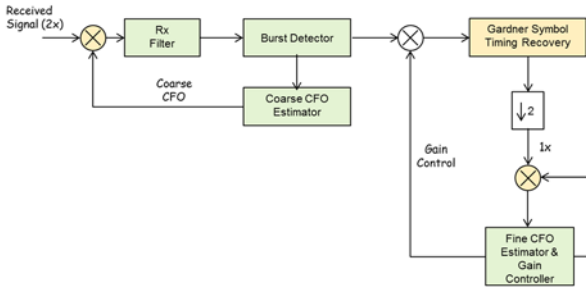 Received
Signal (2x)
Rx
Filter
Burst Detector
Gardner Symbol
Timing Recovery
Coarse
CFO
Coarse CFO
Estimator
↓2
Gain
Control
1x
Fine CFO
Estimator &
Gain
Controller